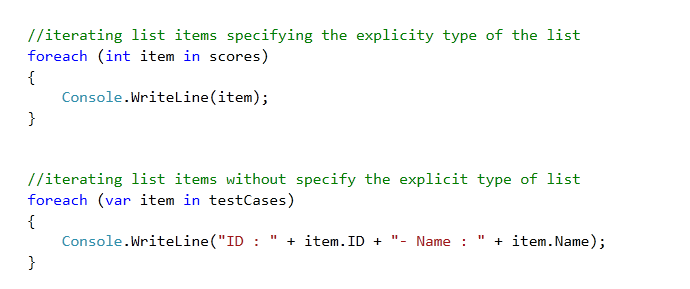 //iterating list items specifying the explicity type of the list
foreach (int item in scores)
{
    Console.WriteLine(item);
}
//iterating list items without specify the explicit type of list
foreach (var item in testCases)
{
    Console.WriteLine("ID : " + item.ID + "- Name : " + item.Name);
}